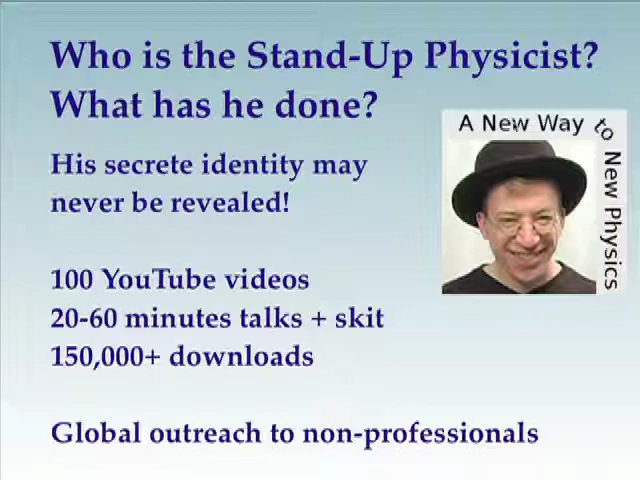 Who is the Stand-Up Physicist?
What has he done?
A New Way to New Physics
His secrete identity may
never be revealed!
100 YouTube videos
20-60 minutes talks + skit
150,000+ downloads
Global outreach to non-professionals